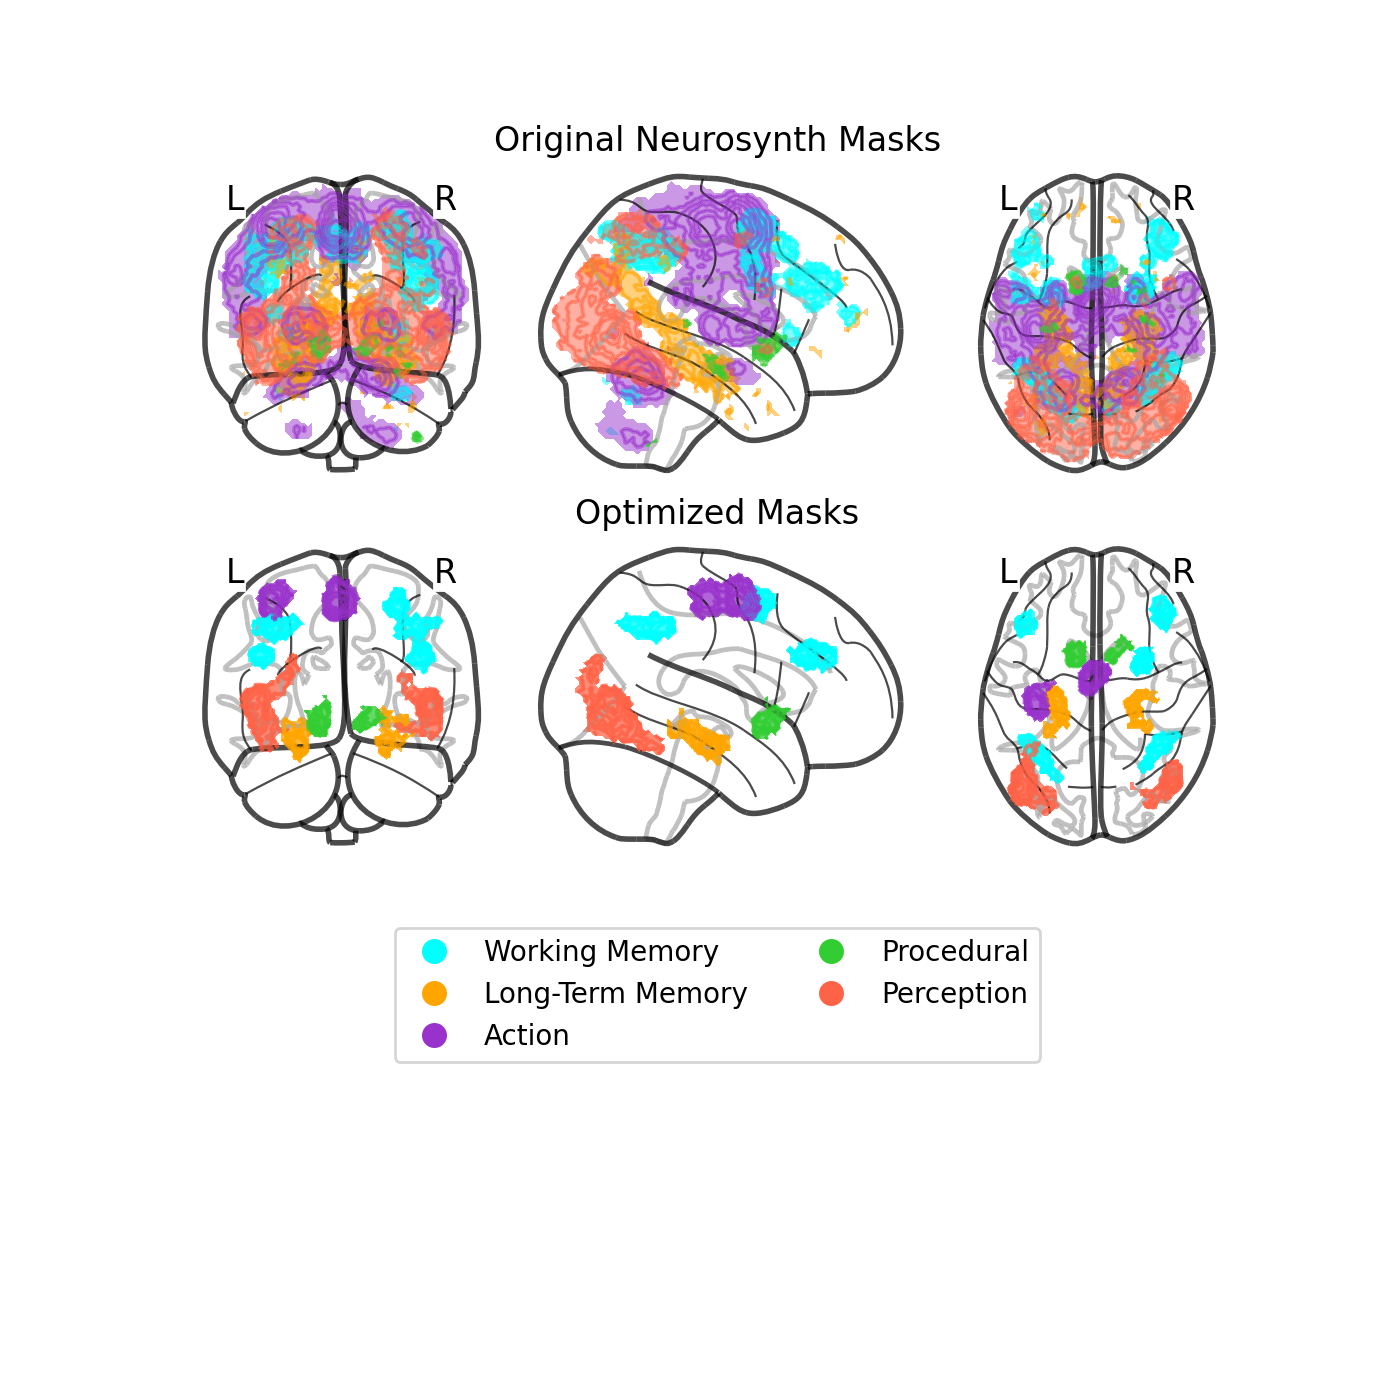 Original Neurosynth Masks
L R L R
Optimized Masks
L R L R
Working Memory
Long-Term Memory
Action
Procedural
Perception